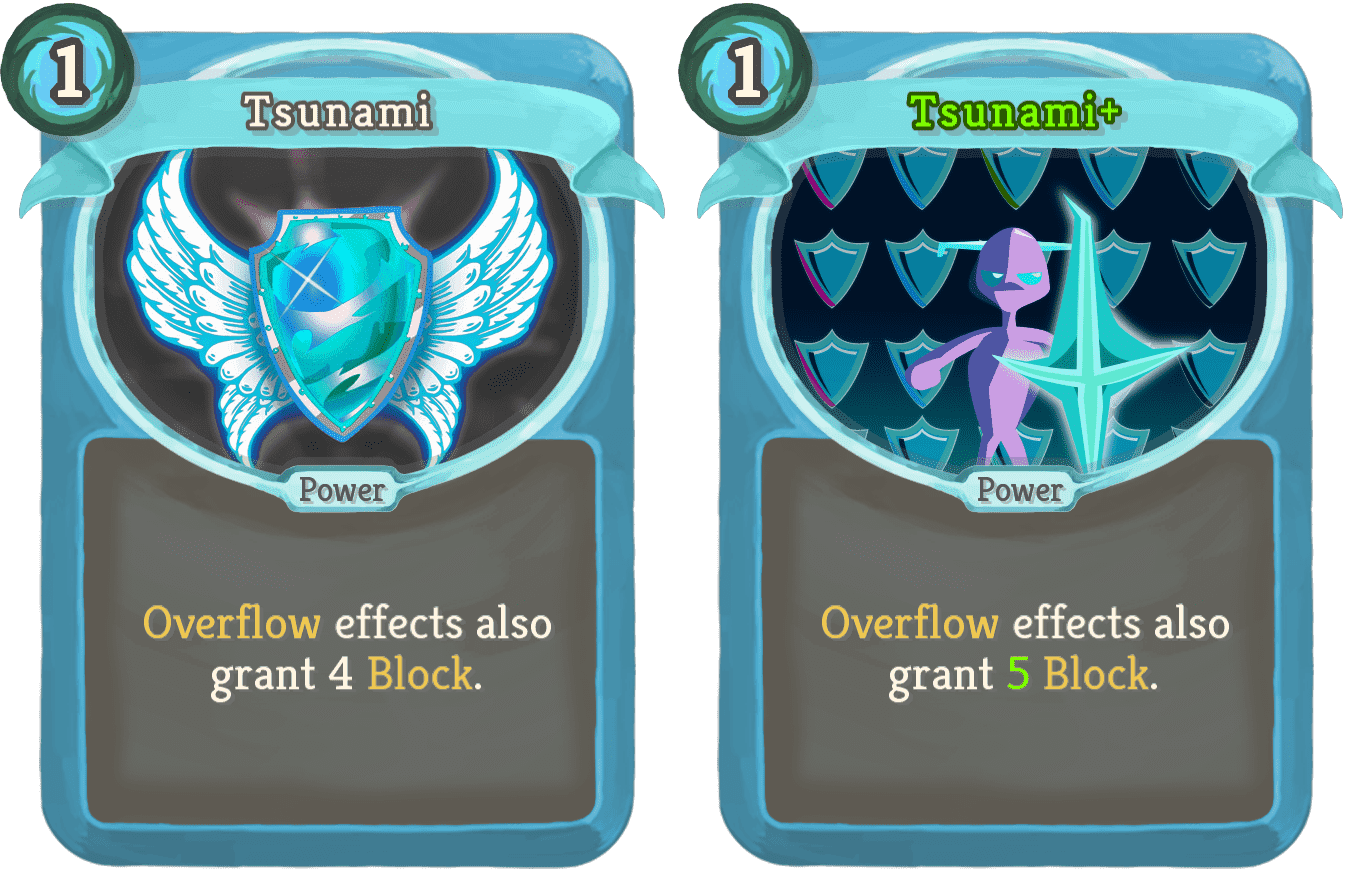 1
Tsunami
Power
Overflow effects also
grant 4 Block.
1
Tsunami+
Power
Overflow effects also
grant 5 Block.